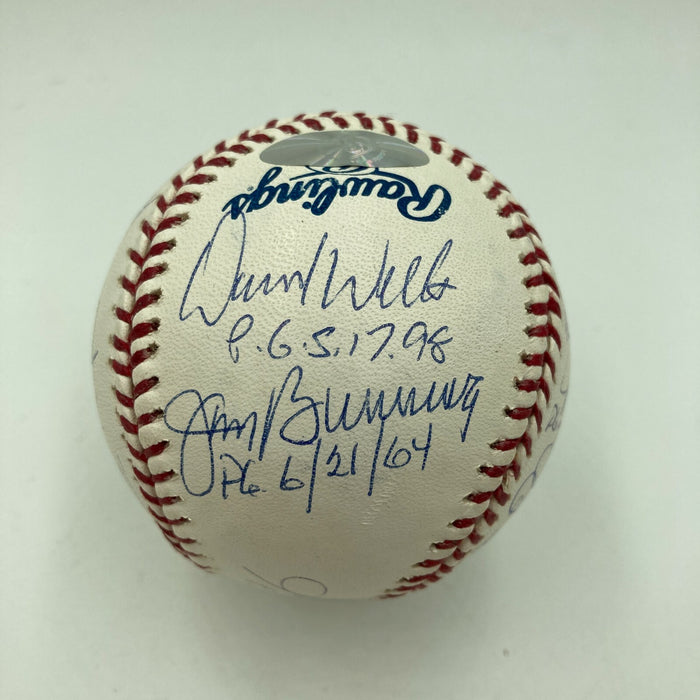 Rawlings
David Wells
P.G. 5.17.98
Jim Bunning
P.G. 6/21/64